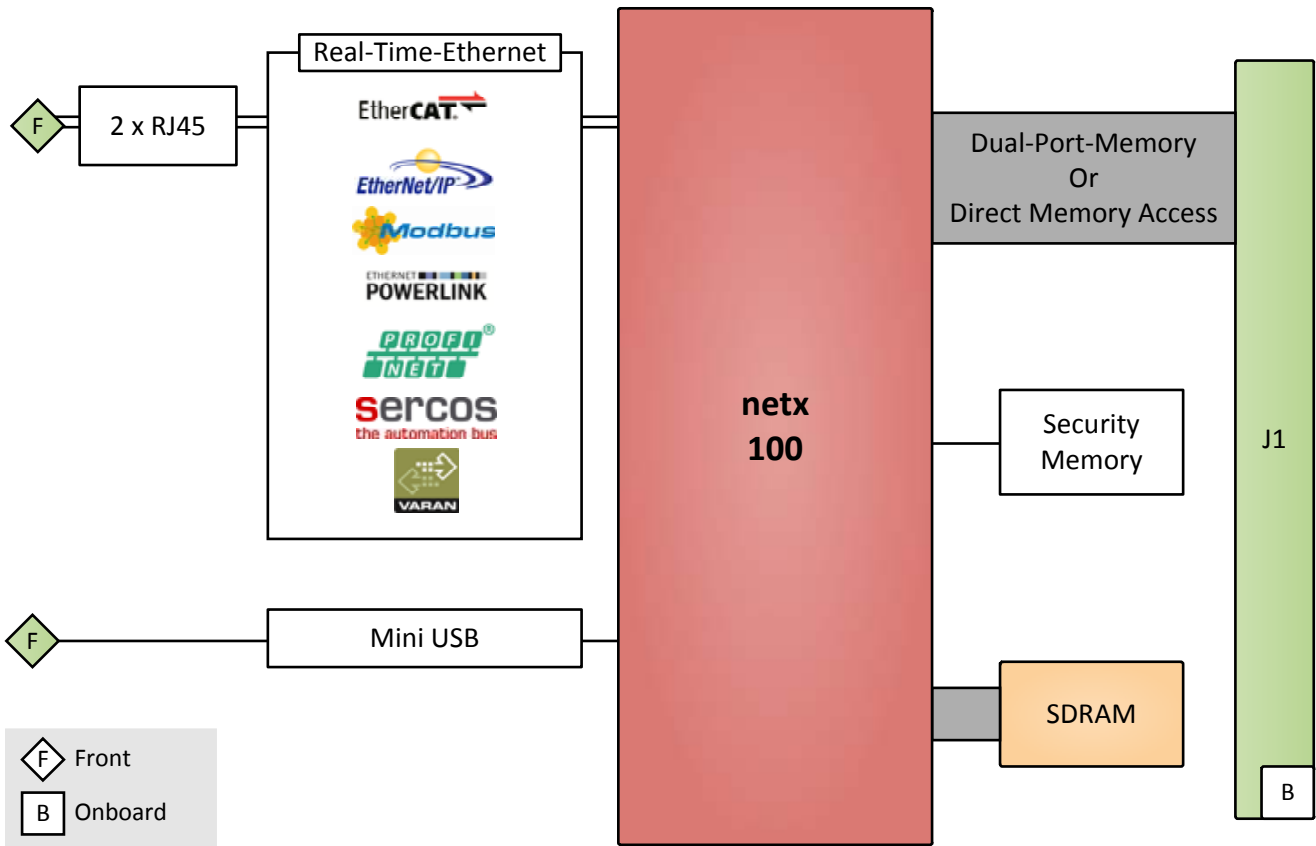 Real-Time-Ethernet
F
2 x RJ45
EtherCAT.
EtherNet/IP
Modbus
ETHERNET
POWERLINK
PROFI®
NET
sercos
the automation bus
VARAN
netx
100
Dual-Port-Memory
Or
Direct Memory Access
Security
Memory
J1
F
Mini USB
SDRAM
B
F Front
B Onboard